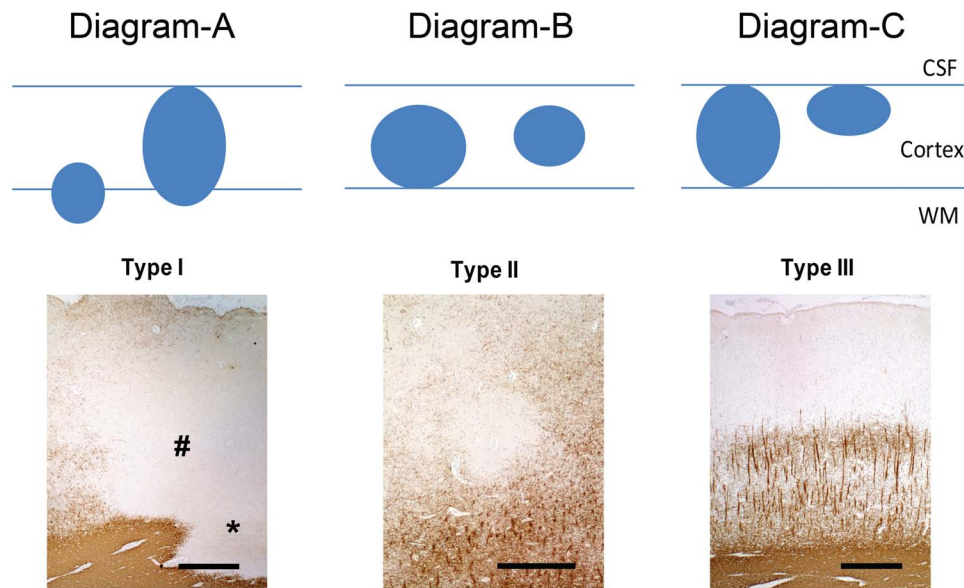 Diagram-A
Diagram-B
Diagram-C
CSF
Cortex
WM
Type I
Type II
Type III
#
*